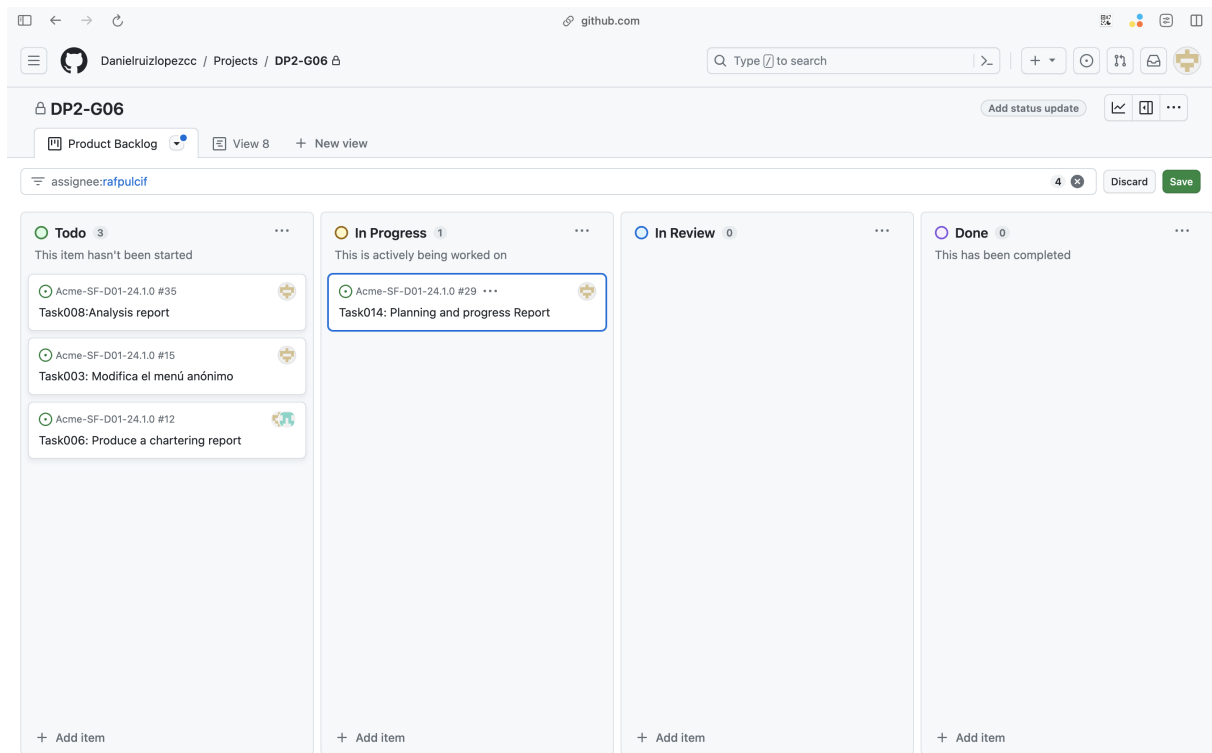 github.com
Danielruizlopezcc / Projects / DP2-G06
Type / to search
DP2-G06
Add status update
Product Backlog
View 8
+ New view
assignee:rafpulcif
4
Discard
Save
Todo 3
This item hasn't been started
Acme-SF-D01-24.1.0 #35
Task008:Analysis report
Acme-SF-D01-24.1.0 #15
Task003: Modifica el menú anónimo
Acme-SF-D01-24.1.0 #12
Task006: Produce a chartering report
+ Add item
In Progress 1
This is actively being worked on
Acme-SF-D01-24.1.0 #29
Task014: Planning and progress Report
+ Add item
In Review 0
+ Add item
Done 0
This has been completed
+ Add item